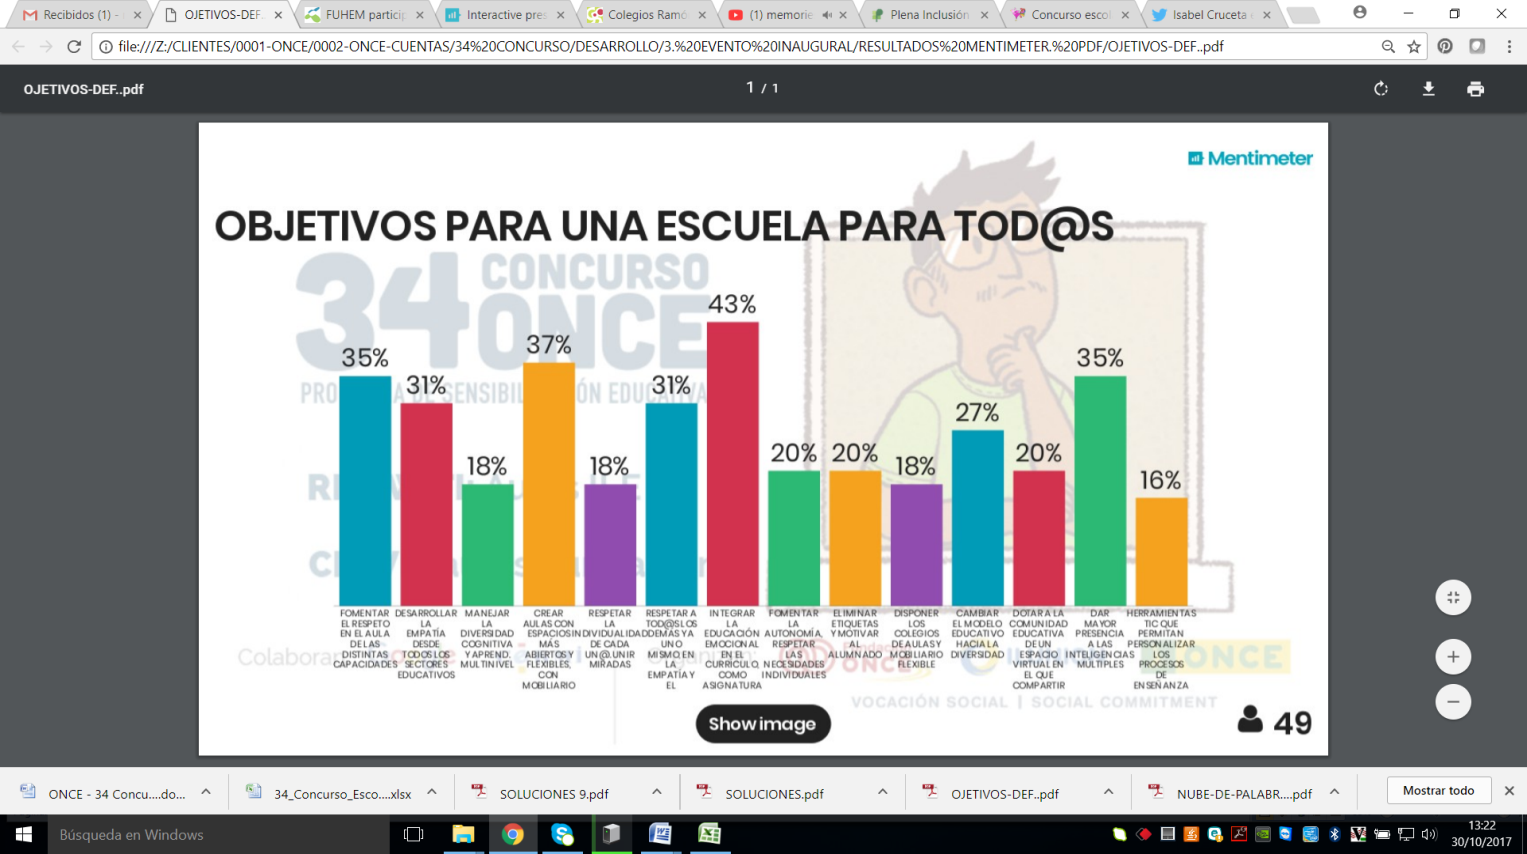 Recibidos (1) -
OJETIVOS-DEF.
FUHEM particip
Interactive pres
Colegios Ramó
(1) memorie
Plena Inclusión
Concurso escol
Isabel Cruceta
file:///Z:/CLIENTES/0001-ONCE/0002-ONCE-CUENTAS/34%20CONCURSO/DESARROLLO/3.%20EVENTO%20INAUGURAL/RESULTADOS%20MENTIMETER.%20PDF/OJETIVOS-DEF..pdf
OJETIVOS-DEF..pdf
1 / 1
Mentimeter
OBJETIVOS PARA UNA ESCUELA PARA TOD@S
34 CONCURSO
ONCE
35%
31%
18%
37%
18%
31%
43%
20%
20%
18%
27%
20%
35%
16%
FOMENTAR
EL RESPETO
EN EL AULA
DE LAS
DISTINTAS
CAPACIDADES
DESARROLLAR
LA
EMPATÍA
DESDE
TODOS LOS
SECTORES
EDUCATIVOS
MANEJAR
LA
DIVERSIDAD
COGNITIVA
Y APREND.
MULTINIVEL
CREAR
AULAS CON
ESPACIOS
MÁS
ABIERTOS Y
FLEXIBLES,
CON
MOBILIARIO
RESPETAR
LA
INDIVIDUALIDAD
DE CADA
UN@. UNIR
MIRADAS
RESPETAR A
TOD@S LOS
DEMÁS Y A
UNO
MISMO, EN
LA
EMPATÍA Y
EL
INTEGRAR
LA
EDUCACIÓN
EMOCIONAL
EN EL
CURRÍCULO,
COMO
ASIGNATURA
FOMENTAR
LA
AUTONOMÍA,
RESPETAR
LAS
NECESIDADES
INDIVIDUALES
ELIMINAR
ETIQUETAS
Y MOTIVAR
AL
ALUMNADO
DISPONER
LOS
COLEGIOS
DE AULAS Y
MOBILIARIO
FLEXIBLE
CAMBIAR
EL MODELO
EDUCATIVO
HACIA LA
DIVERSIDAD
DOTAR A LA
COMUNIDAD
EDUCATIVA
DE UN
ESPACIO
VIRTUAL EN
EL QUE
COMPARTIR
DAR
MAYOR
PRESENCIA
A LAS
INTELIGENCIAS
MÚLTIPLES
HERRAMIENTAS
TIC QUE
PERMITAN
PERSONALIZAR
LOS
PROCESOS
DE
ENSEÑANZA
ONCE
ONCE
VOCACIÓN SOCIAL | SOCIAL COMMITMENT
Show image
49
ONCE - 34 Concu....do...
34_Concurso_Esco....xlsx
SOLUCIONES 9.pdf
SOLUCIONES.pdf
OJETIVOS-DEF..pdf
NUBE-DE-PALABR....pdf
Mostrar todo
Búsqueda en Windows
13:22
30/10/2017